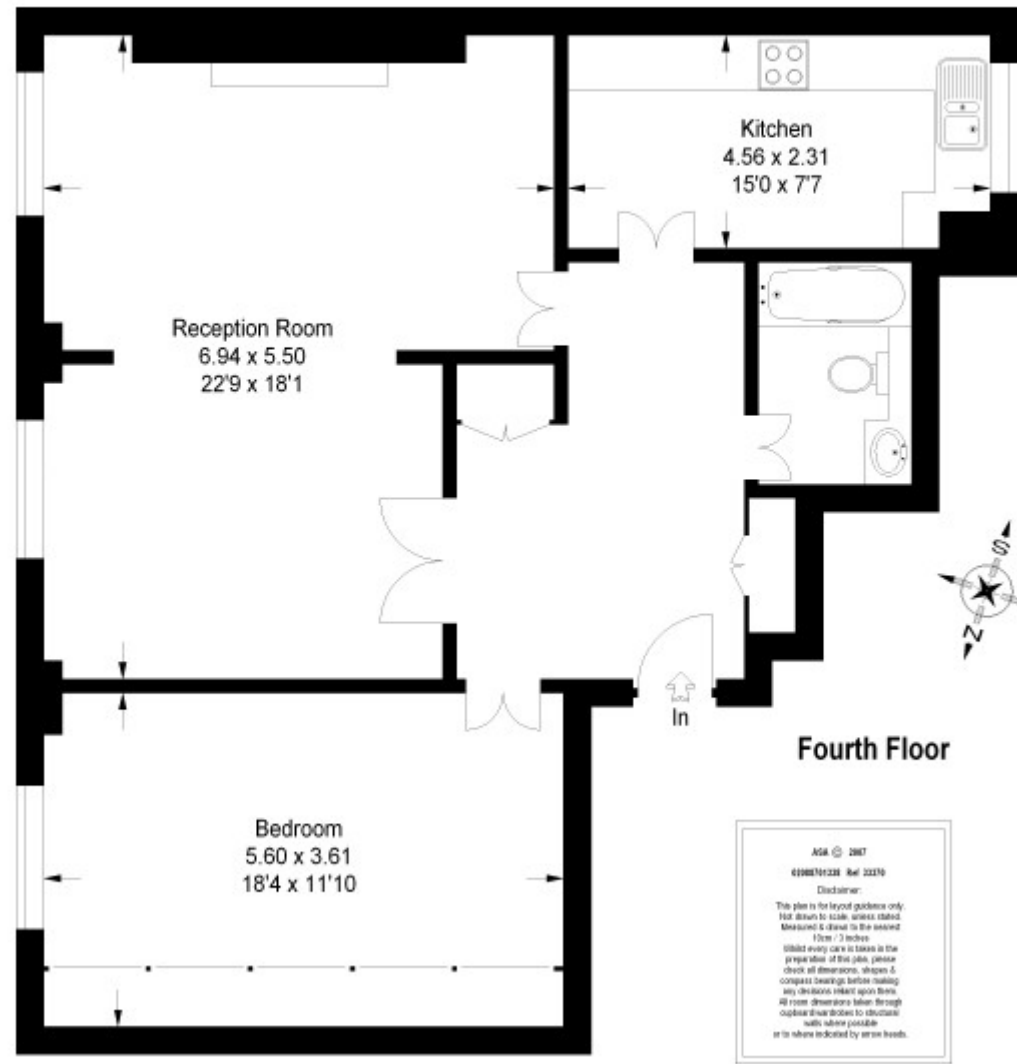 Kitchen
4.56 x 2.31
15'0 x 7'7
Reception Room
6.94 x 5.50
22'9 x 18'1
S
N
In
Fourth Floor
Bedroom
5.60 x 3.61
18'4 x 11'10
AGA © 2007
Ref
Disclaimer:
This plan is for layout guidance only.
Not drawn to scale, unless stated.
Measured & drawn to the nearest
10cm / 3 inches
Whilst every care is taken in the
preparation of this plan, please
check all dimensions, shapes &
compass bearings before making
any decisions reliant upon them.
All room dimensions taken through
cupboard/wardrobes to structural
walls where possible
or to where indicated by arrow heads.